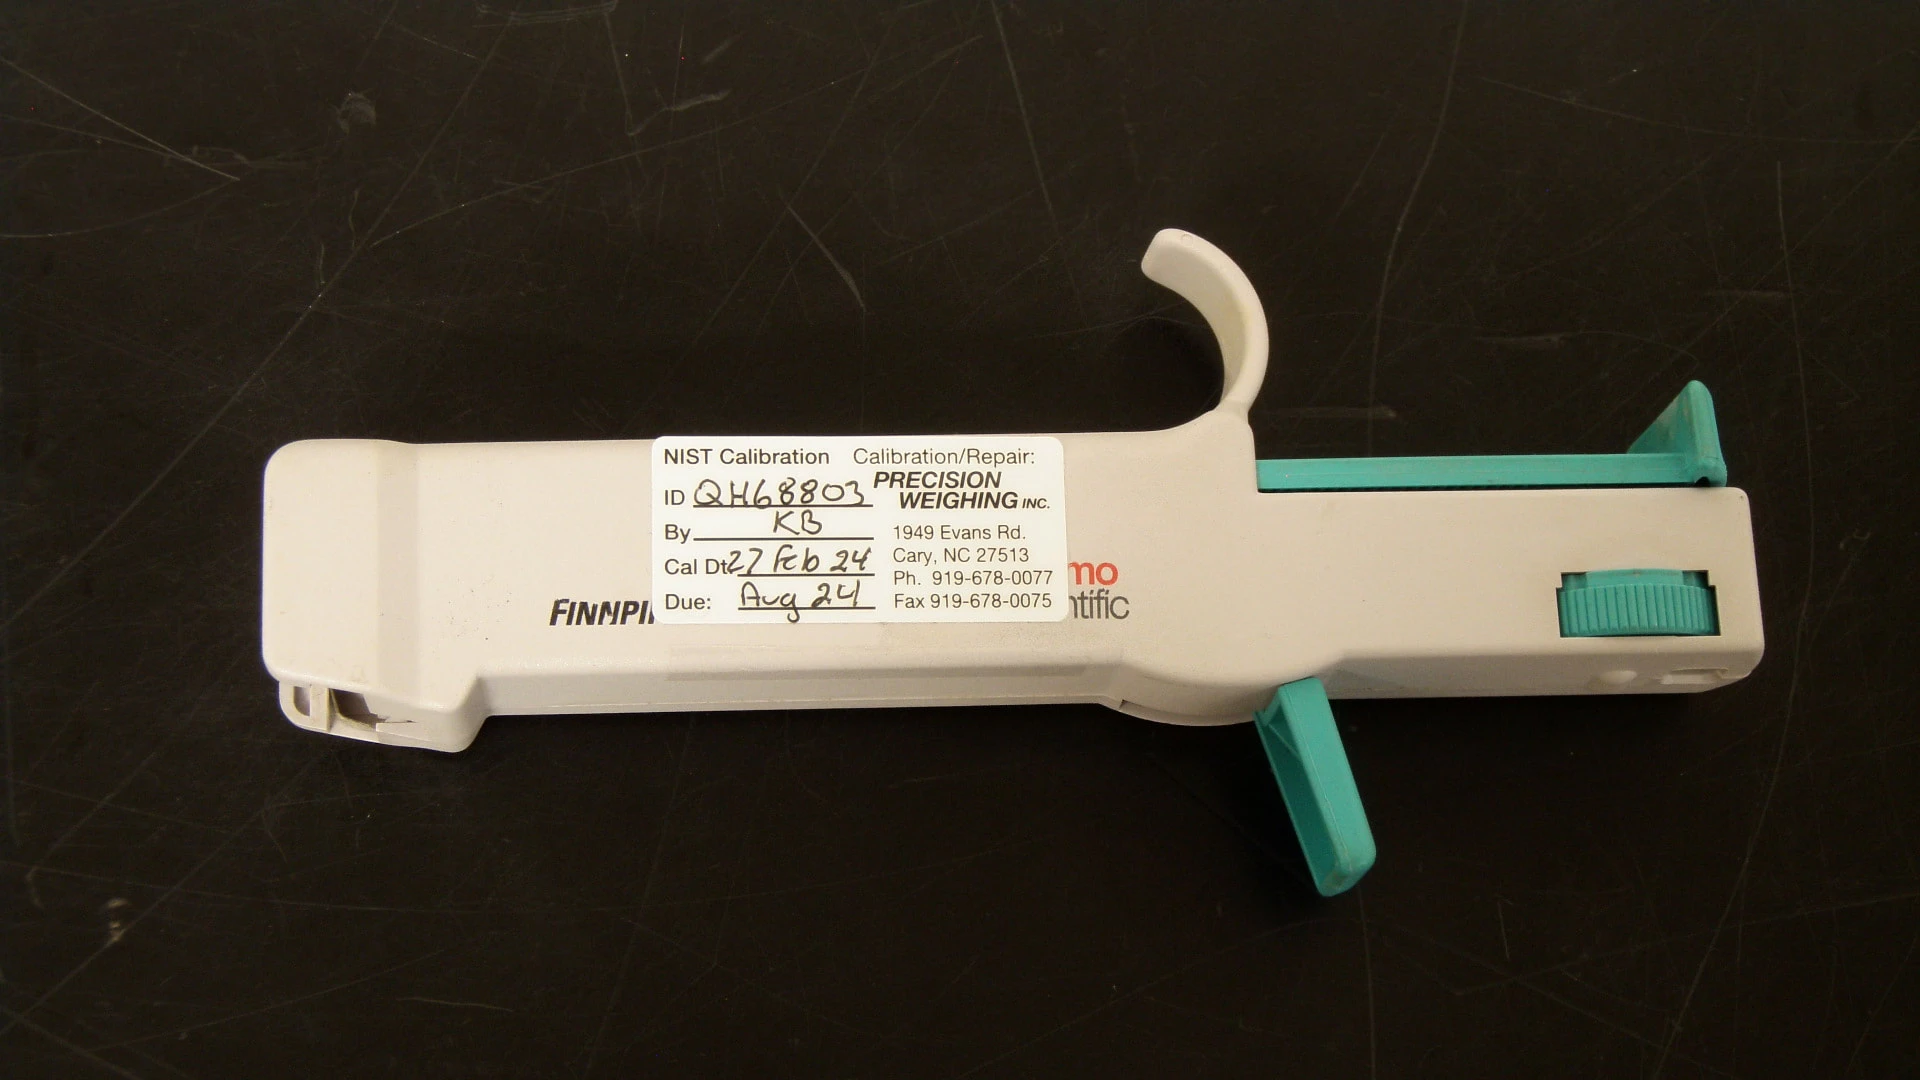 NIST Calibration Calibration/Repair:
PRECISION
WEIGHING INC.
ID QH68803
By KB
Cal Dt 27 Feb 24
Due: Aug 24
1949 Evans Rd.
Cary, NC 27513
Ph. 919-678-0077
Fax 919-678-0075
FINNPI
mo
ntific